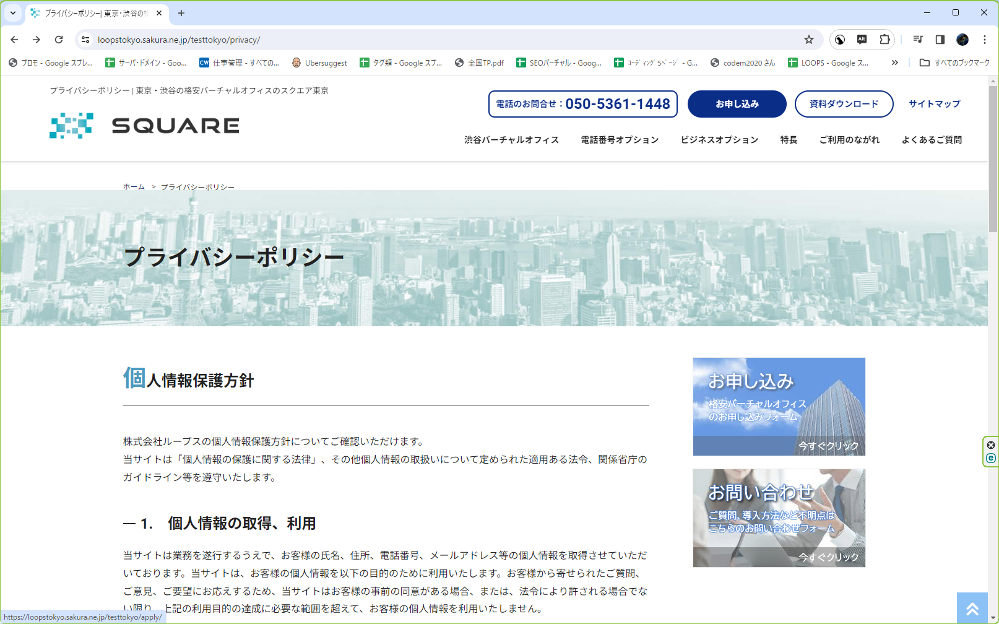 プライバシーポリシー| 東京・渋谷の格
loopstokyo.sakura.ne.jp/testtokyo/privacy/
プロモ - Google スプレ...
サーバ・ドメイン - Goo...
CW 仕事管理 - すべての...
Ubersuggest
タグ類 - Google スプ...
全国TP.pdf
SEOバーチャル - Goog...
ｺｰﾃﾞｨﾝｸﾞ 5ﾍﾟｰｼﾞ - G...
codem2020 さん
LOOPS - Google ス...
すべてのブックマーク
プライバシーポリシー | 東京・渋谷の格安バーチャルオフィスのスクエア東京
SQUARE
電話のお問合せ：050-5361-1448
お申し込み
資料ダウンロード
サイトマップ
渋谷バーチャルオフィス 電話番号オプション ビジネスオプション 特長 ご利用のながれ よくあるご質問
ホーム > プライバシーポリシー
プライバシーポリシー
個人情報保護方針
株式会社ループスの個人情報保護方針についてご確認いただけます。
当サイトは「個人情報の保護に関する法律」、その他個人情報の取扱いについて定められた適用ある法令、関係省庁の
ガイドライン等を遵守いたします。
— 1. 個人情報の取得、利用
当サイトは業務を遂行するうえで、お客様の氏名、住所、電話番号、メールアドレス等の個人情報を取得させていただ
いております。当サイトは、お客様の個人情報を以下の目的のために利用いたします。お客様から寄せられたご質問、
ご意見、ご要望にお応えするため、当サイトはお客様の事前の同意がある場合、または、法令により許される場合でな
い限り、上記の利用目的の達成に必要な範囲を超えて、お客様の個人情報を利用いたしません。
お申し込み
格安バーチャルオフィス
のお申し込みフォーム
今すぐクリック
お問い合わせ
ご質問、導入方法など不明点は
こちらのお問い合わせフォーム
今すぐクリック
https://loopstokyo.sakura.ne.jp/testtokyo/apply/